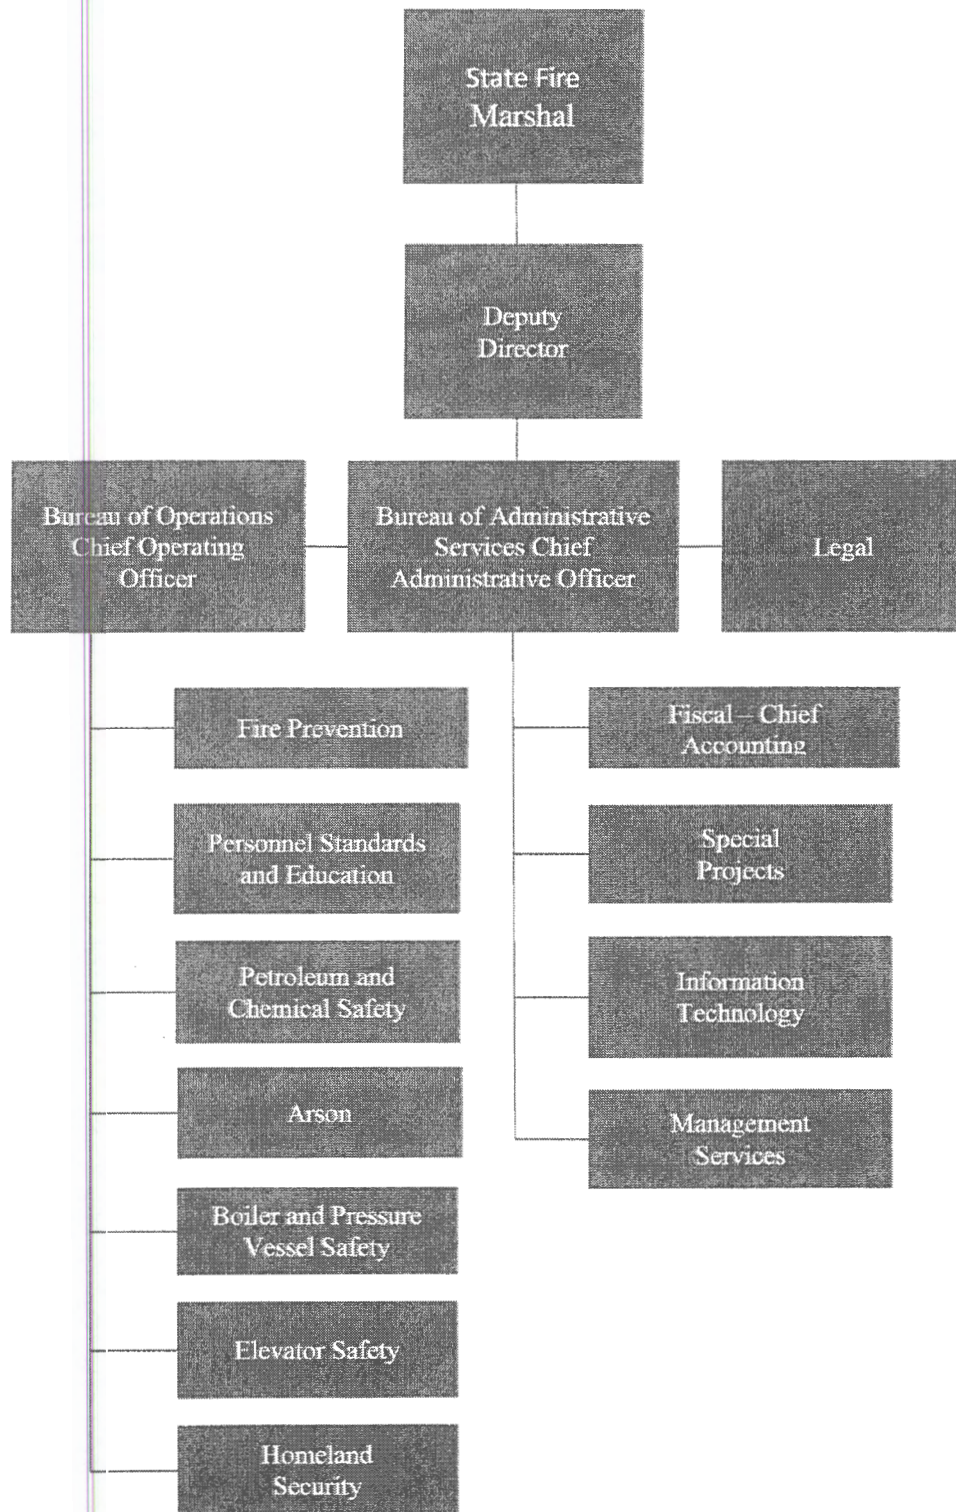 State Fire
Marshal
Deputy
Director
Bureau of Operations
Chief Operating
Officer
Bureau of Administrative
Services Chief
Administrative Officer
Legal
Fire Prevention
Personnel Standards
and Education
Petroleum and
Chemical Safety
Arson
Boiler and Pressure
Vessel Safety
Elevator Safety
Homeland
Security
Fiscal – Chief
Accounting
Special
Projects
Information
Technology
Management
Services